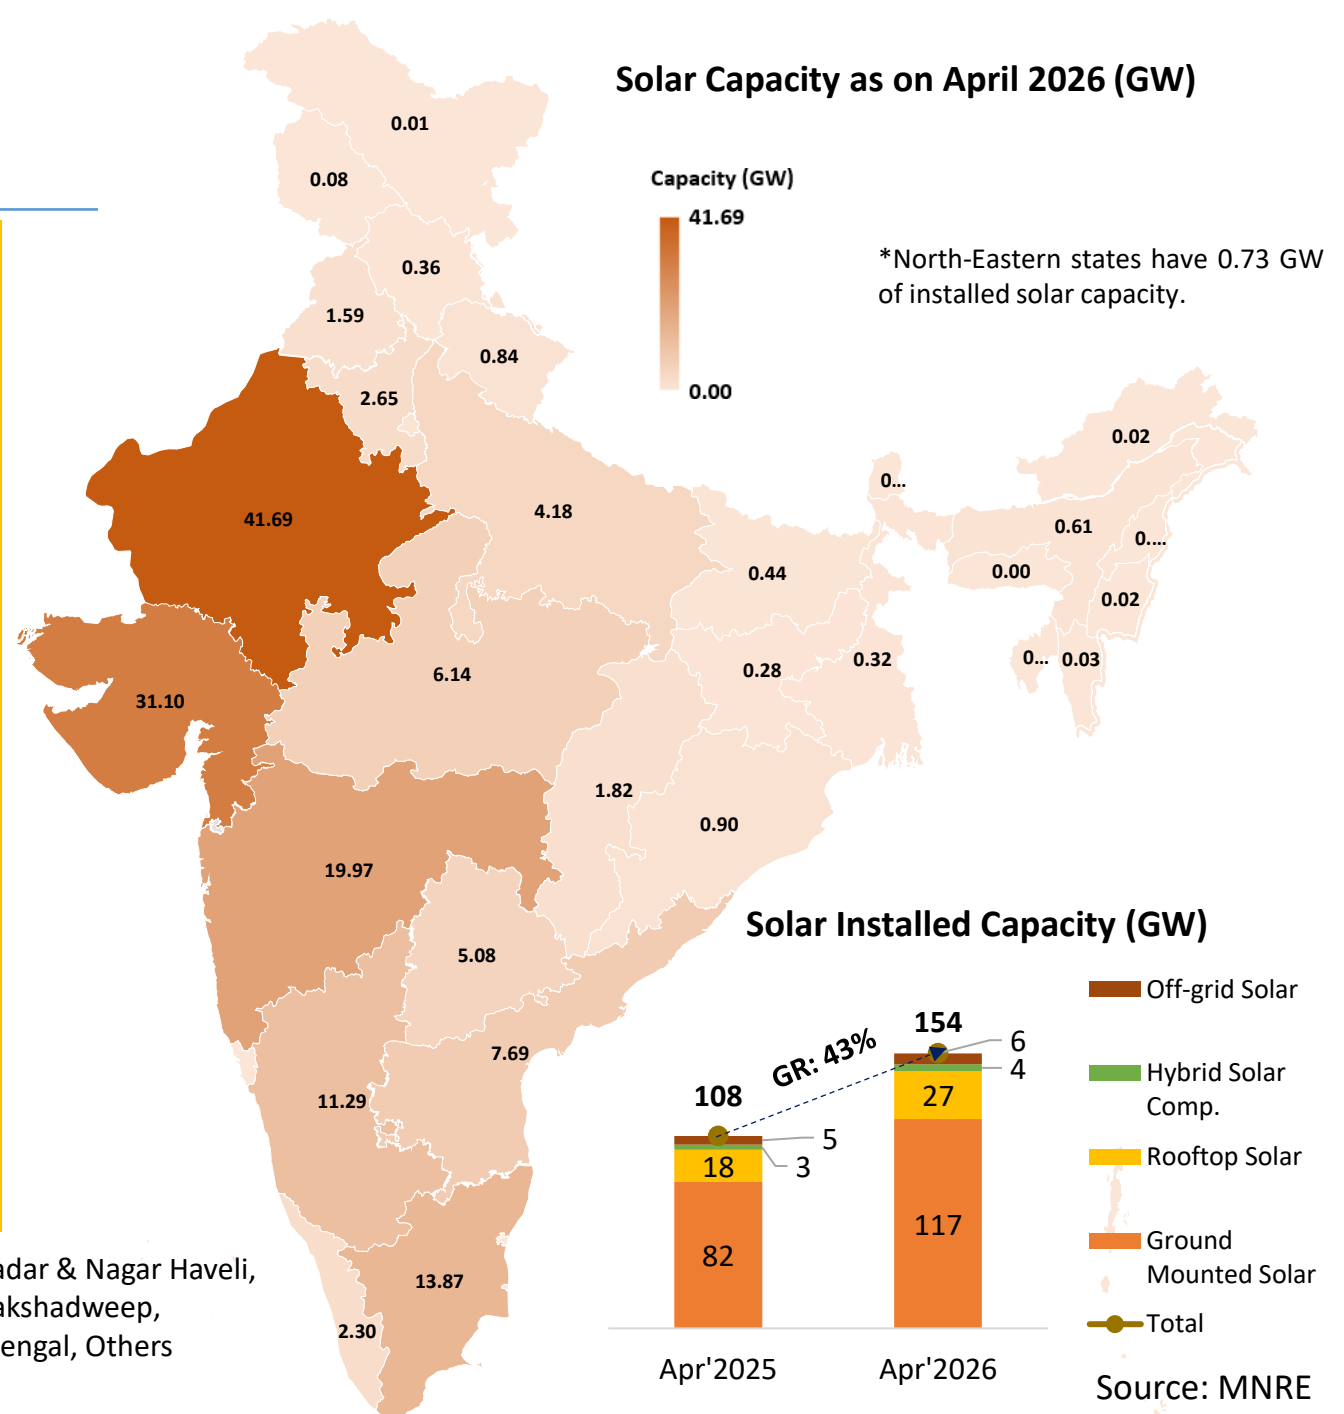 Solar Capacity as on April 2026 (GW)
Capacity (GW)
41.69
0.00
*North-Eastern states have 0.73 GW
of installed solar capacity.
0.01
0.08
0.36
1.59
0.84
2.65
0.02
0...
41.69
4.18
0.61
0....
0.44
0.00
0.02
6.14
0.28
0.32
0...
0.03
31.10
1.82
0.90
19.97
5.08
7.69
11.29
13.87
2.30
Solar Installed Capacity (GW)
Off-grid Solar
Hybrid Solar
Comp.
Rooftop Solar
Ground
Mounted Solar
Total
GR: 43%
108
5
3
18
82
154
6
4
27
117
Apr'2025
Apr'2026
adar & Nagar Haveli,
akshadweep,
engal, Others
Source: MNRE